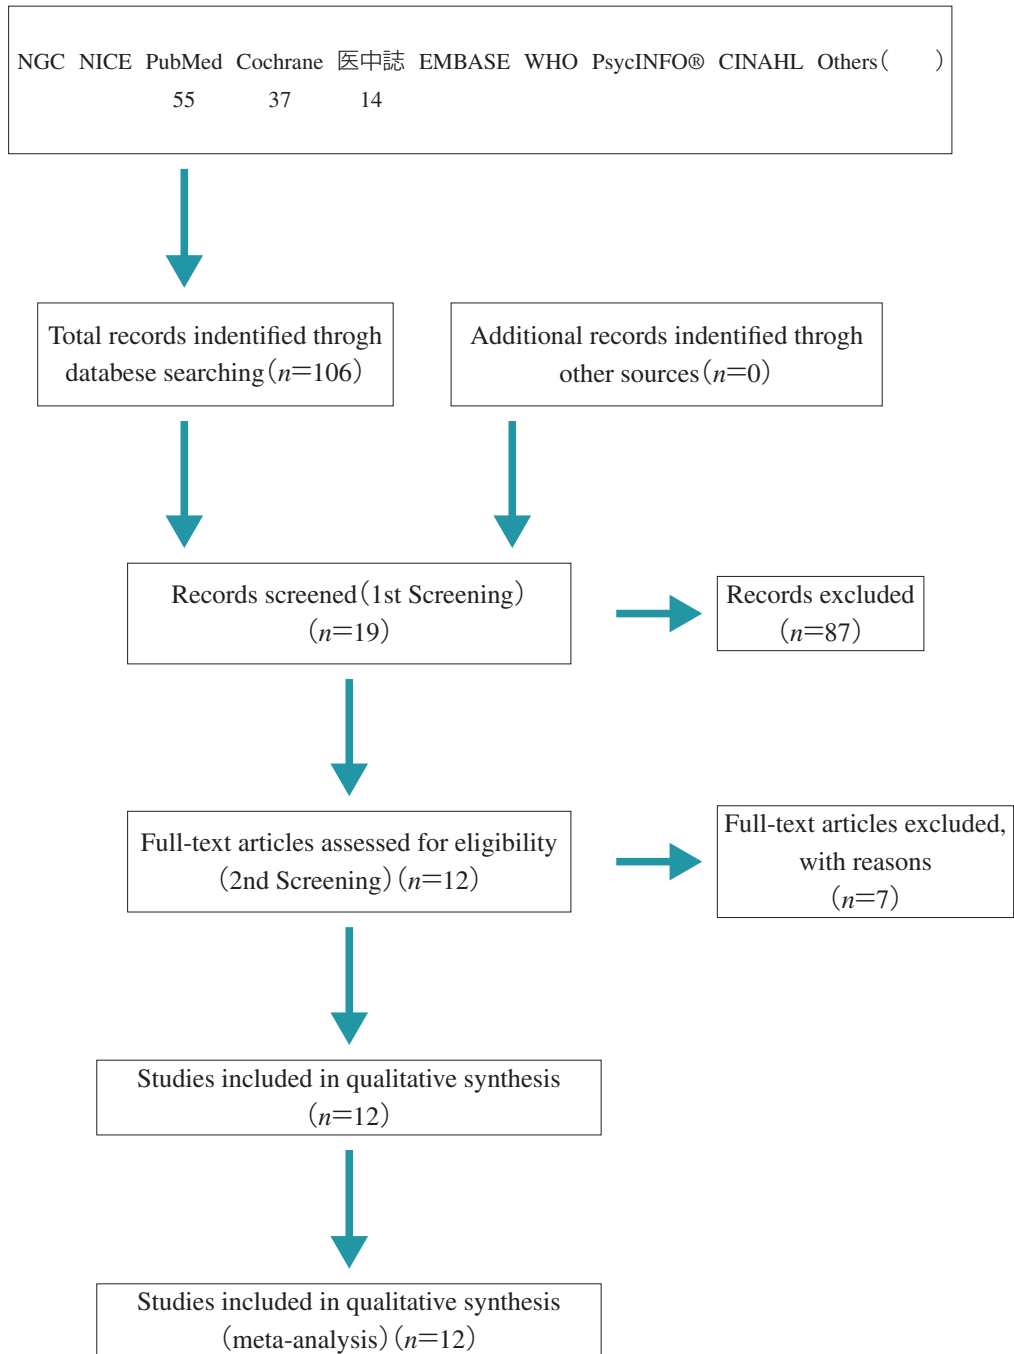 NGC NICE PubMed Cochrane 医中誌 EMBASE WHO PsycINFO® CINAHL Others(　　)
55 37 14
Total records indentified throgh
databese searching(n=106)
Additional records indentified throgh
other sources(n=0)
Records screened(1st Screening)
(n=19)
Records excluded
(n=87)
Full-text articles assessed for eligibility
(2nd Screening)(n=12)
Full-text articles excluded,
with reasons
(n=7)
Studies included in qualitative synthesis
(n=12)
Studies included in qualitative synthesis
(meta-analysis)(n=12)